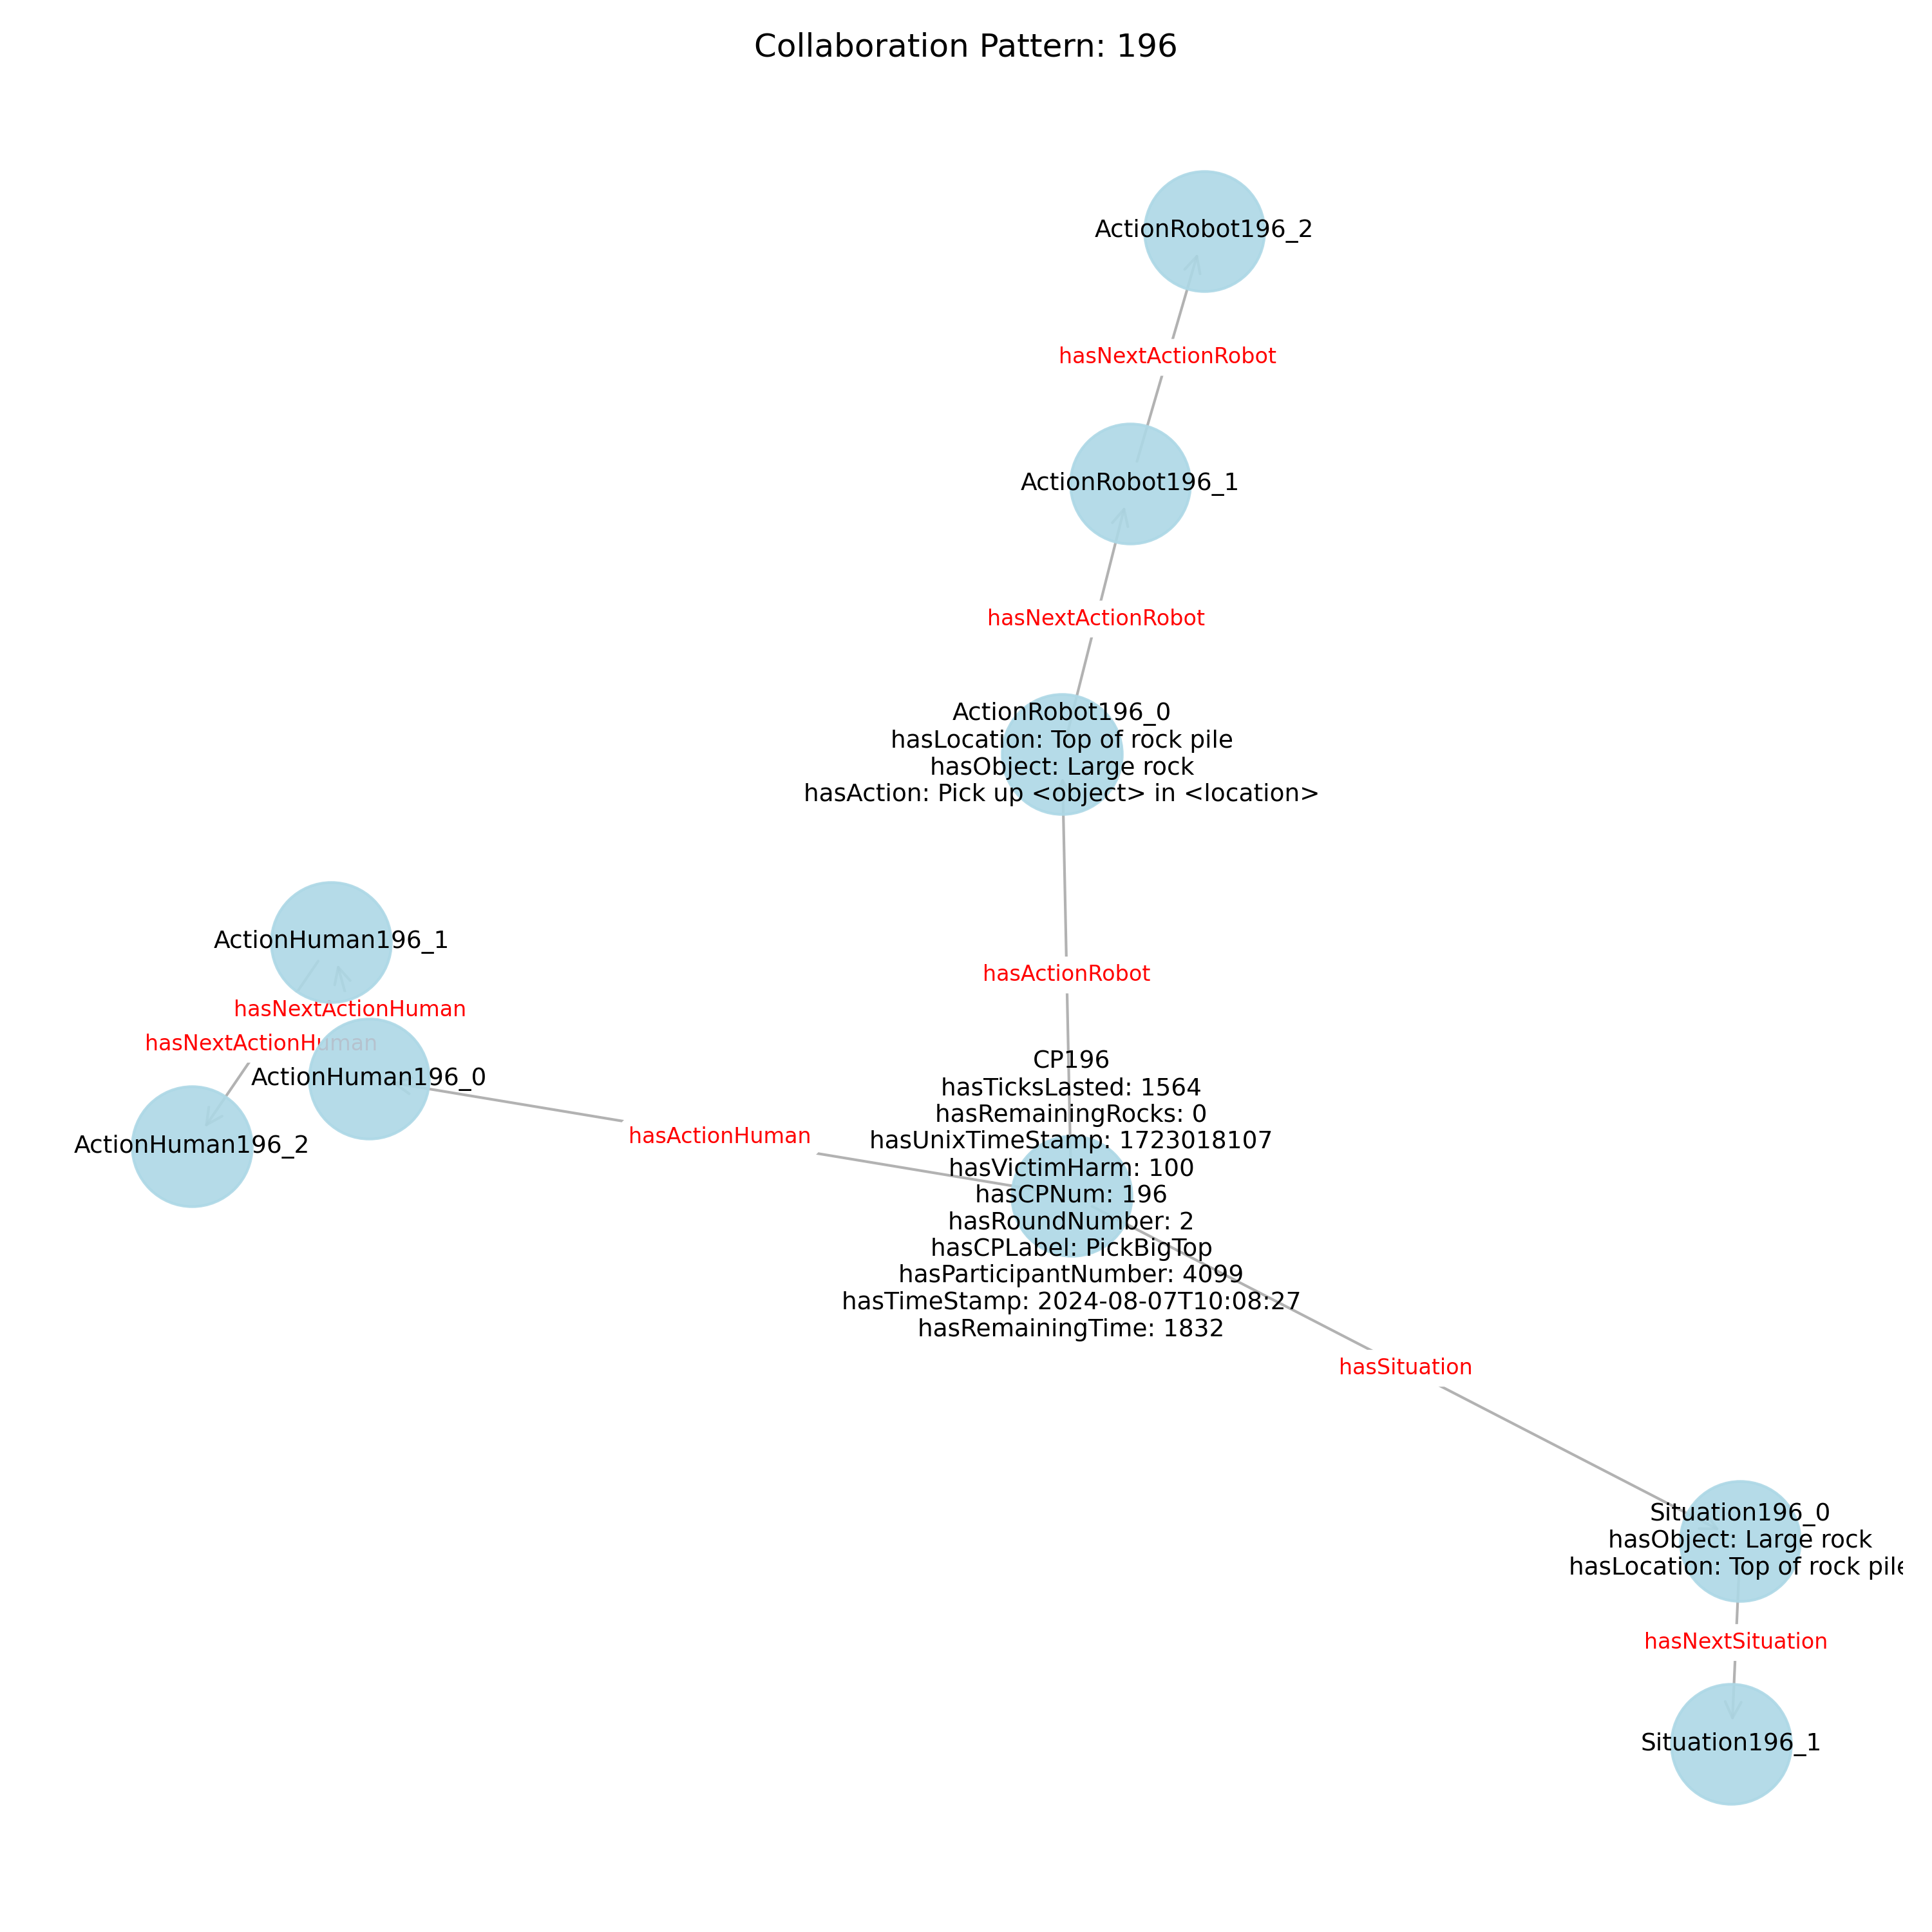 Collaboration Pattern: 196
ActionRobot196_2
hasNextActionRobot
ActionRobot196_1
hasNextActionRobot
ActionRobot196_0
hasLocation: Top of rock pile
hasObject: Large rock
hasAction: Pick up <object> in <location>
ActionHuman196_1
hasActionRobot
hasNextActionHuman
hasNextActionHuman
ActionHuman196_0
ActionHuman196_2
hasActionHuman
CP196
hasTicksLasted: 1564
hasRemainingRocks: 0
hasUnixTimeStamp: 1723018107
hasVictimHarm: 100
hasCPNum: 196
hasRoundNumber: 2
hasCPLabel: PickBigTop
hasParticipantNumber: 4099
hasTimeStamp: 2024-08-07T10:08:27
hasRemainingTime: 1832
hasSituation
Situation196_0
hasObject: Large rock
hasLocation: Top of rock pile
hasNextSituation
Situation196_1